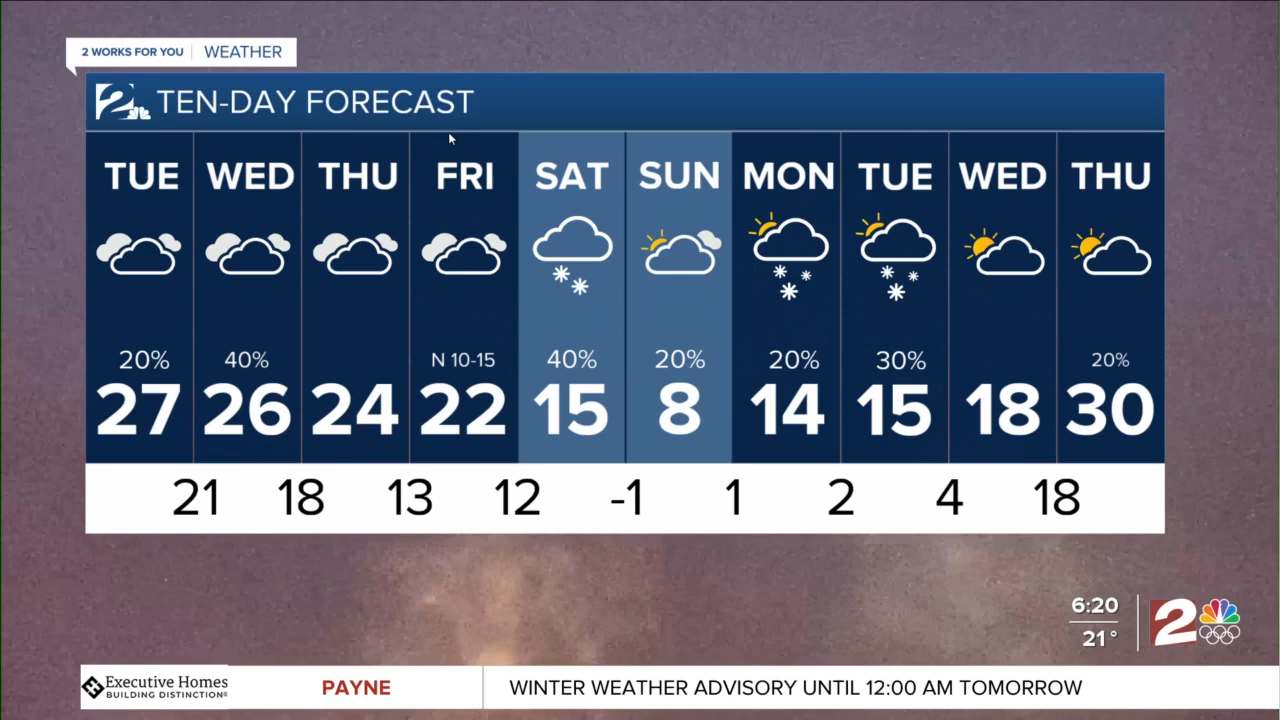 2 WORKS FOR YOU WEATHER
2 TEN-DAY FORECAST
TUE WED THU FRI SAT SUN MON TUE WED THU
20% 40% N 10-15 40% 20% 20% 30% 20%
27 26 24 22 15 8 14 15 18 30
21 18 13 12 -1 1 2 4 18
6:20
21°
2
Executive Homes
BUILDING DISTINCTION®
PAYNE
WINTER WEATHER ADVISORY UNTIL 12:00 AM TOMORROW